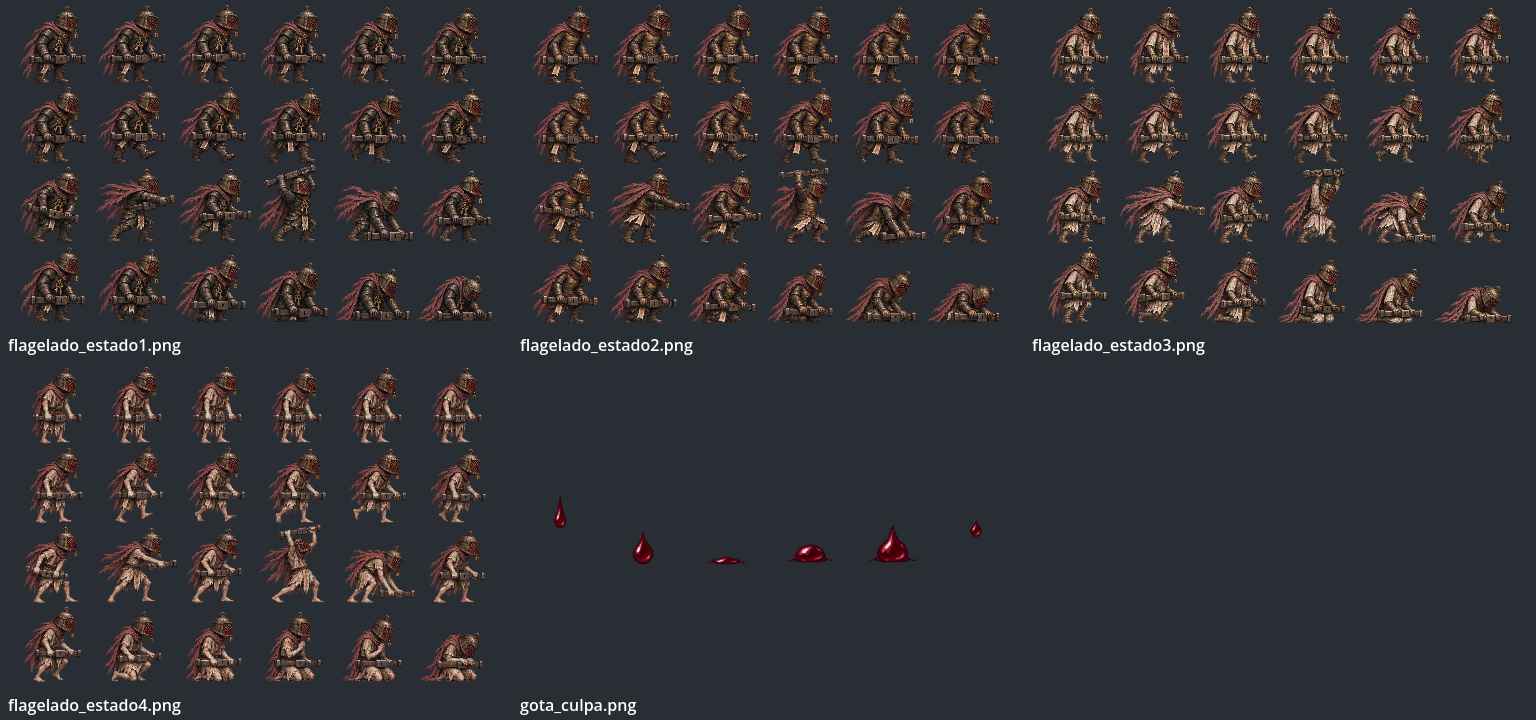 flagelado_estado1.png
flagelado_estado2.png
flagelado_estado3.png
flagelado_estado4.png
gota_culpa.png